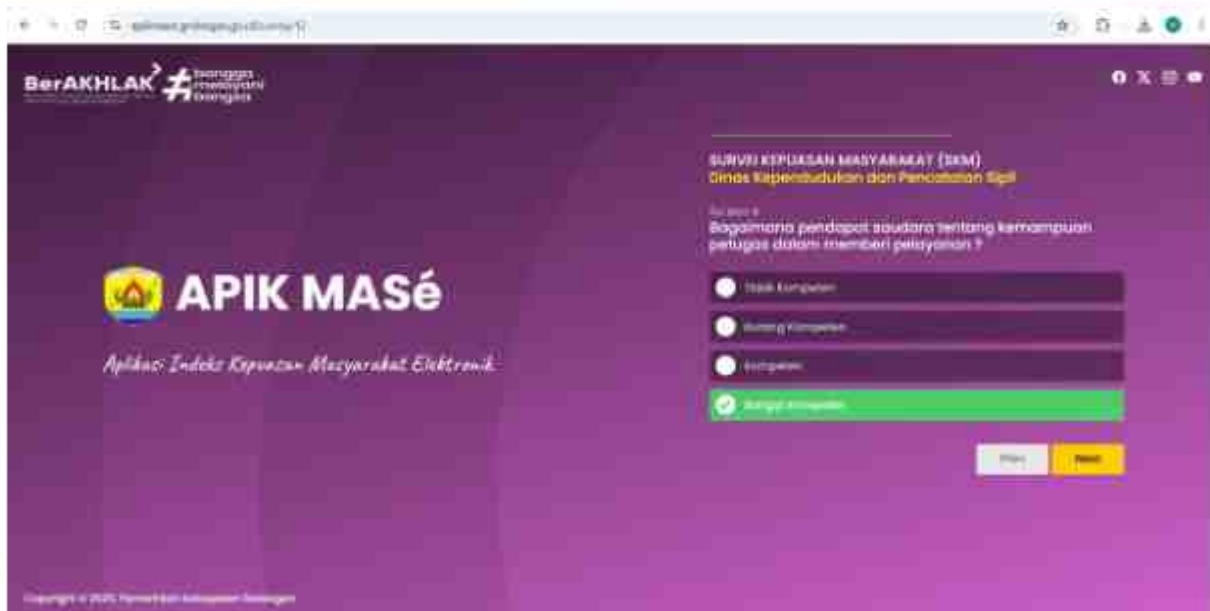 BerAKHLAK
#bangga
melayani
bangsa
SURVEI KEPUASAN MASYARAKAT (SKM)
Dinas Kependudukan dan Pencatatan Sipil
Bagaimana pendapat saudara tentang kemampuan
petugas dalam memberi pelayanan ?
APIK MASé
Aplikasi Indeks Kepuasan Masyarakat Elektronik
Tidak Kompeten
Kurang Kompeten
Kompeten
Sangat Kompeten
Prev
Next